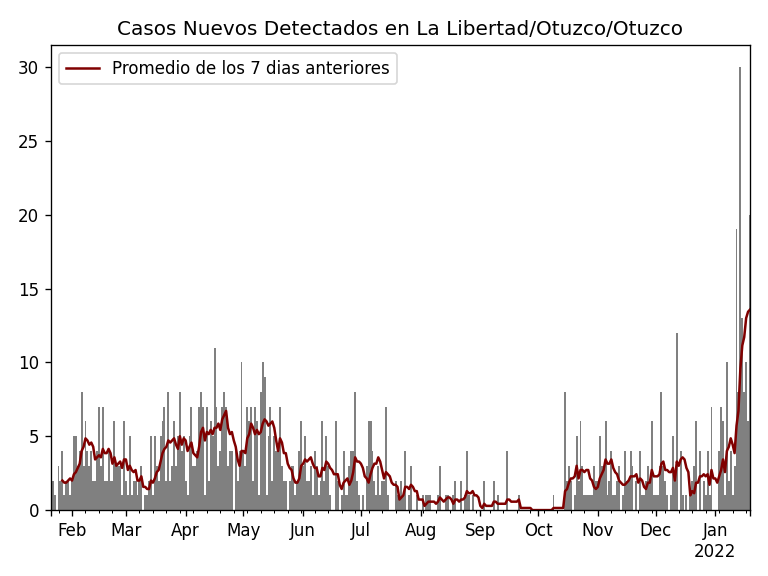 Casos Nuevos Detectados en La Libertad/Otuzco/Otuzco
Promedio de los 7 dias anteriores
30
25
20
15
10
5
0
Feb Mar Apr May Jun Jul Aug Sep Oct Nov Dec Jan
2022